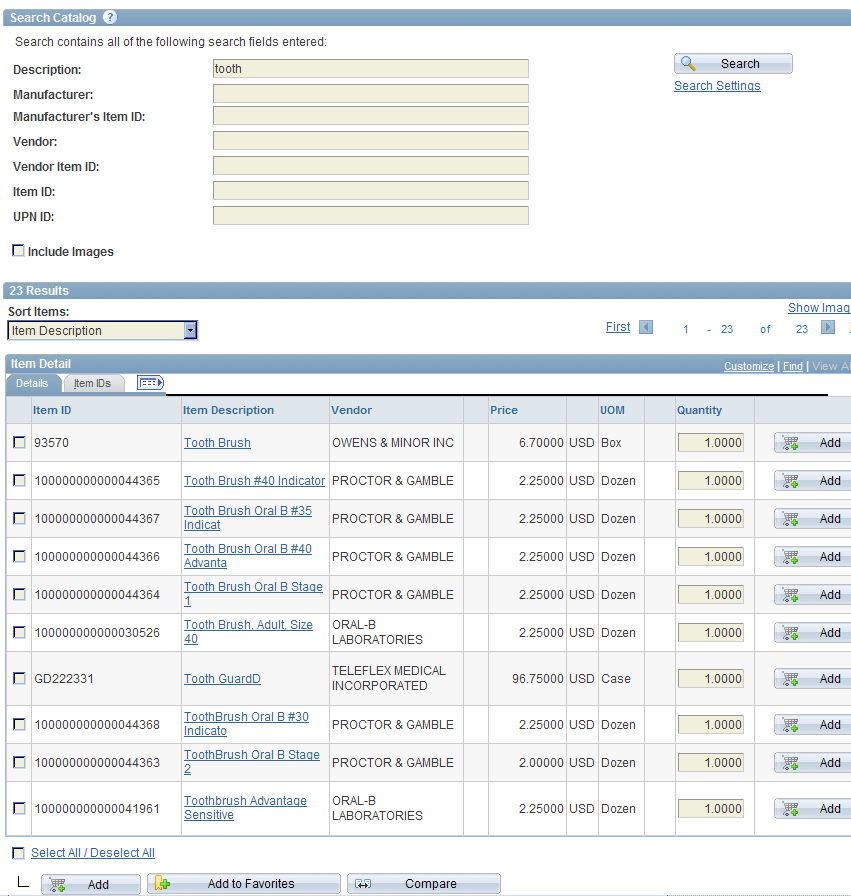 Search Catalog ?
Search contains all of the following search fields entered:
Description: tooth
Search
Manufacturer:
Search Settings
Manufacturer's Item ID:
Vendor:
Vendor Item ID:
Item ID:
UPN ID:
Include Images
23 Results
Sort Items:
Show Imag
Item Description
First 1 - 23 of 23
Item Detail
Customize | Find | View Al
Details Item IDs
Item ID Item Description Vendor Price UOM Quantity
93570 Tooth Brush OWENS & MINOR INC 6.70000 USD Box 1.0000 Add
100000000000044365 Tooth Brush #40 Indicator PROCTOR & GAMBLE 2.25000 USD Dozen 1.0000 Add
100000000000044367 Tooth Brush Oral B #35 PROCTOR & GAMBLE 2.25000 USD Dozen 1.0000 Add
Indicat
100000000000044366 Tooth Brush Oral B #40 PROCTOR & GAMBLE 2.25000 USD Dozen 1.0000 Add
Advanta
100000000000044364 Tooth Brush Oral B Stage PROCTOR & GAMBLE 2.25000 USD Dozen 1.0000 Add
1
100000000000030526 Tooth Brush, Adult, Size ORAL-B 2.25000 USD Dozen 1.0000 Add
40 LABORATORIES
GD222331 Tooth GuardD TELEFLEX MEDICAL 96.75000 USD Case 1.0000 Add
INCORPORATED
100000000000044368 ToothBrush Oral B #30 PROCTOR & GAMBLE 2.25000 USD Dozen 1.0000 Add
Indicato
100000000000044363 ToothBrush Oral B Stage PROCTOR & GAMBLE 2.00000 USD Dozen 1.0000 Add
2
100000000000041961 Toothbrush Advantage ORAL-B 2.25000 USD Dozen 1.0000 Add
Sensitive LABORATORIES
Select All / Deselect All
Add Add to Favorites Compare